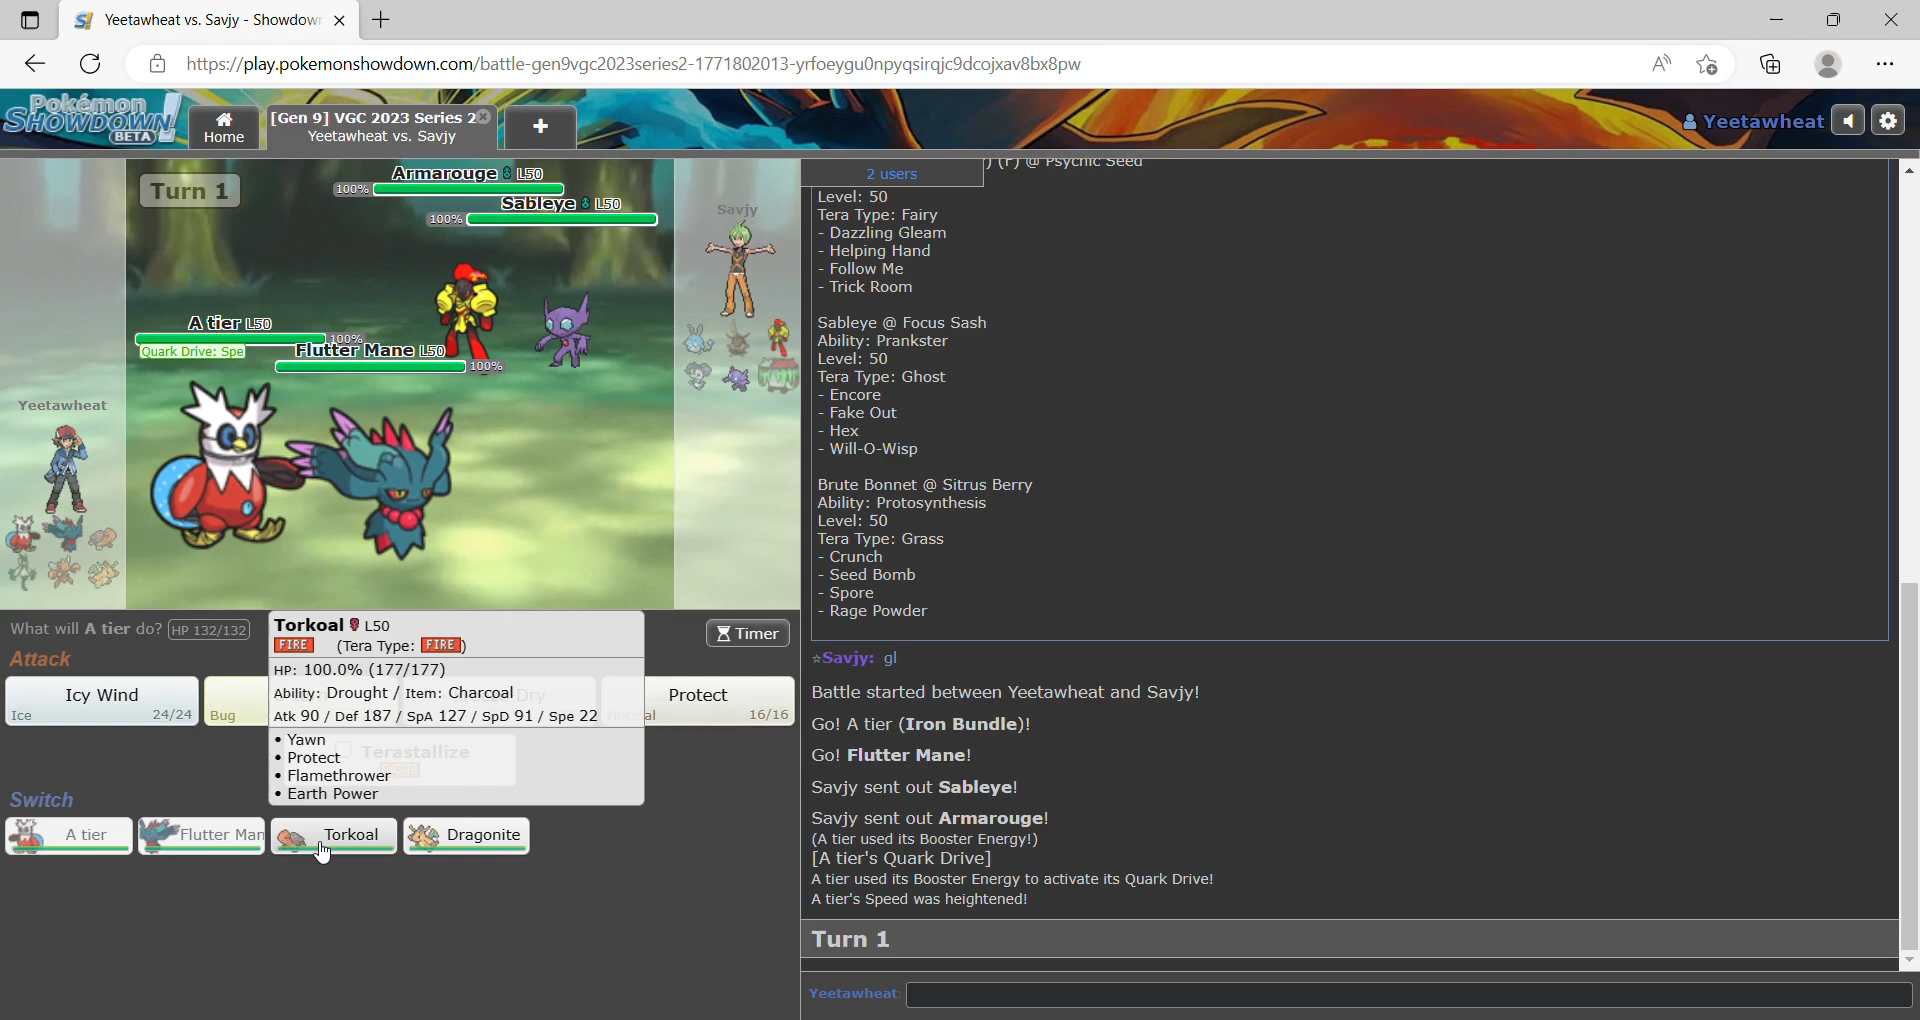 Yeetawheat vs. Savjy - Showdown
https://play.pokemonshowdown.com/battle-gen9vgc2023series2-1771802013-yrfoeygu0npyqsirqjc9dcojxav8bx8pw
Pokémon
SHOWDOWN!
BETA
Home
[Gen 9] VGC 2023 Series 2
Yeetawheat vs. Savjy
Yeetawheat
Turn 1
Armarouge L50
100%
Sableye L50
100%
Savjy
A tier L50
100%
Quark Drive: Spe
Flutter Mane L50
100%
Yeetawheat
What will A tier do? HP 132/132
Timer
Attack
Icy Wind
Ice 24/24
Bug
Dry
Protect
Normal 16/16
Terastallize
Torkoal L50
FIRE (Tera Type: FIRE)
HP: 100.0% (177/177)
Ability: Drought / Item: Charcoal
Atk 90 / Def 187 / SpA 127 / SpD 91 / Spe 22
• Yawn
• Protect
• Flamethrower
• Earth Power
Switch
A tier
Flutter Man
Torkoal
Dragonite
2 users
) (F) @ Psychic Seed
Level: 50
Tera Type: Fairy
- Dazzling Gleam
- Helping Hand
- Follow Me
- Trick Room
Sableye @ Focus Sash
Ability: Prankster
Level: 50
Tera Type: Ghost
- Encore
- Fake Out
- Hex
- Will-O-Wisp
Brute Bonnet @ Sitrus Berry
Ability: Protosynthesis
Level: 50
Tera Type: Grass
- Crunch
- Seed Bomb
- Spore
- Rage Powder
☆Savjy: gl
Battle started between Yeetawheat and Savjy!
Go! A tier (Iron Bundle)!
Go! Flutter Mane!
Savjy sent out Sableye!
Savjy sent out Armarouge!
(A tier used its Booster Energy!)
[A tier's Quark Drive]
A tier used its Booster Energy to activate its Quark Drive!
A tier's Speed was heightened!
Turn 1
Yeetawheat: